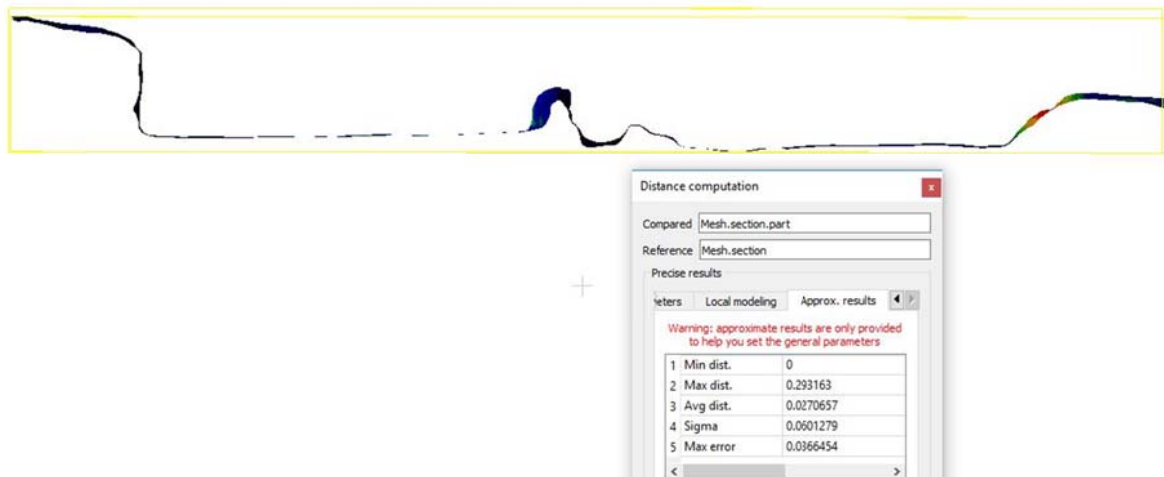 Distance computation
x
Compared Mesh.section.part
Reference Mesh.section
Precise results
Local modeling Approx. results
Warning: approximate results are only provided
to help you set the general parameters
1 Min dist. 0
2 Max dist. 0.293163
3 Avg dist. 0.0270657
4 Sigma 0.0601279
5 Max error 0.0366454